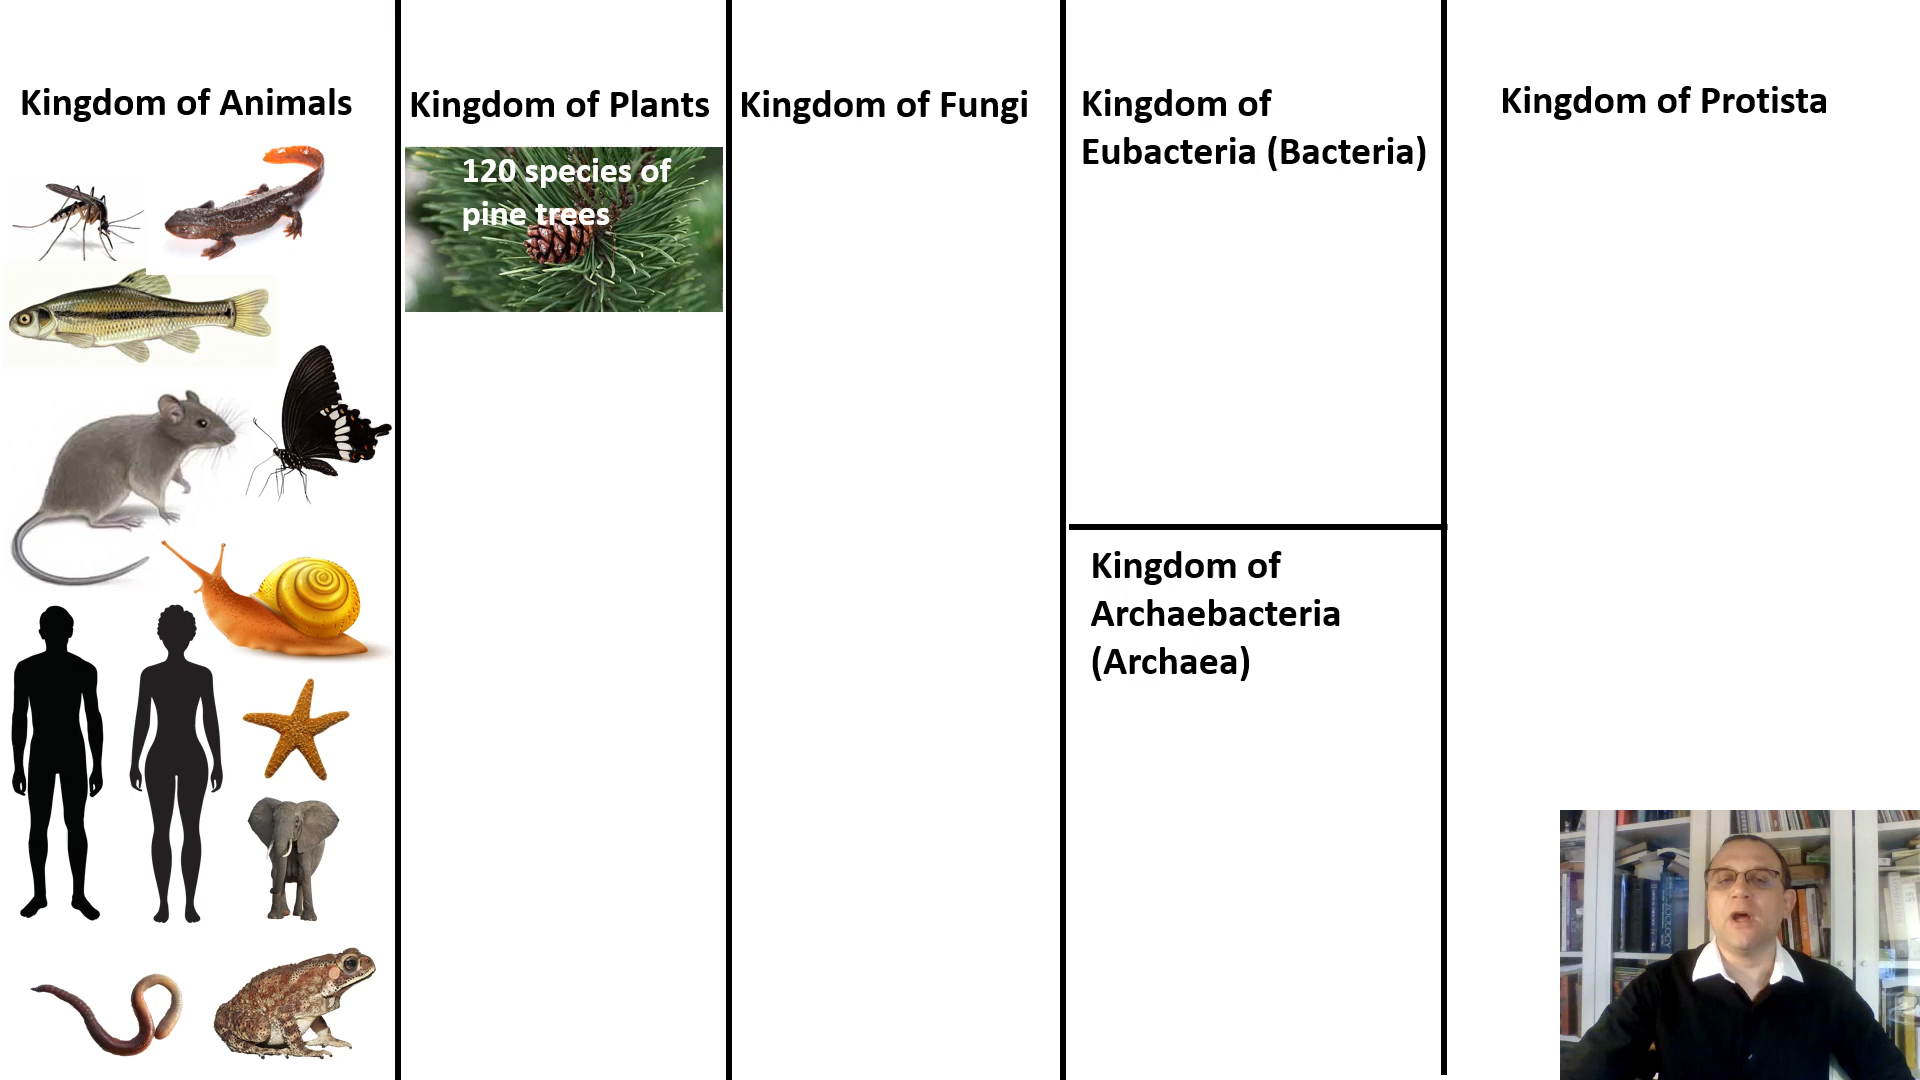 Kingdom of Animals
Kingdom of Plants
120 species of
pine trees
Kingdom of Fungi
Kingdom of
Eubacteria (Bacteria)
Kingdom of
Archaebacteria
(Archaea)
Kingdom of Protista
ZOOLOGY